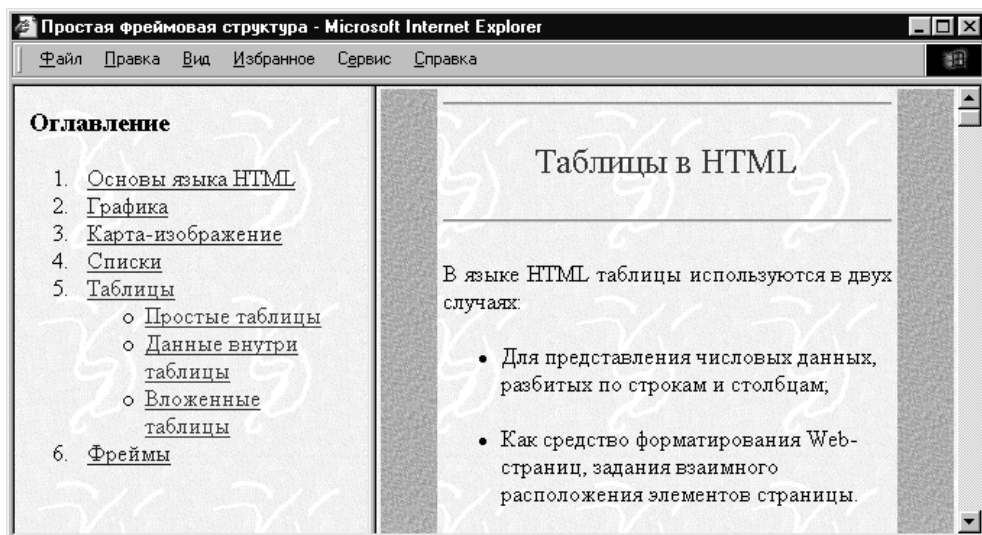 Простая фреймовая структура - Microsoft Internet Explorer
Файл Правка Вид Избранное Сервис Справка
Оглавление
1. Основы языка HTML
2. Графика
3. Карта-изображение
4. Списки
5. Таблицы
Простые таблицы
Данные внутри
таблицы
Вложенные
таблицы
6. Фреймы
Таблицы в HTML
В языке HTML таблицы используются в двух
случаях:
Для представления числовых данных,
разбитых по строкам и столбцам;
Как средство форматирования Web-
страниц, задания взаимного
расположения элементов страницы.